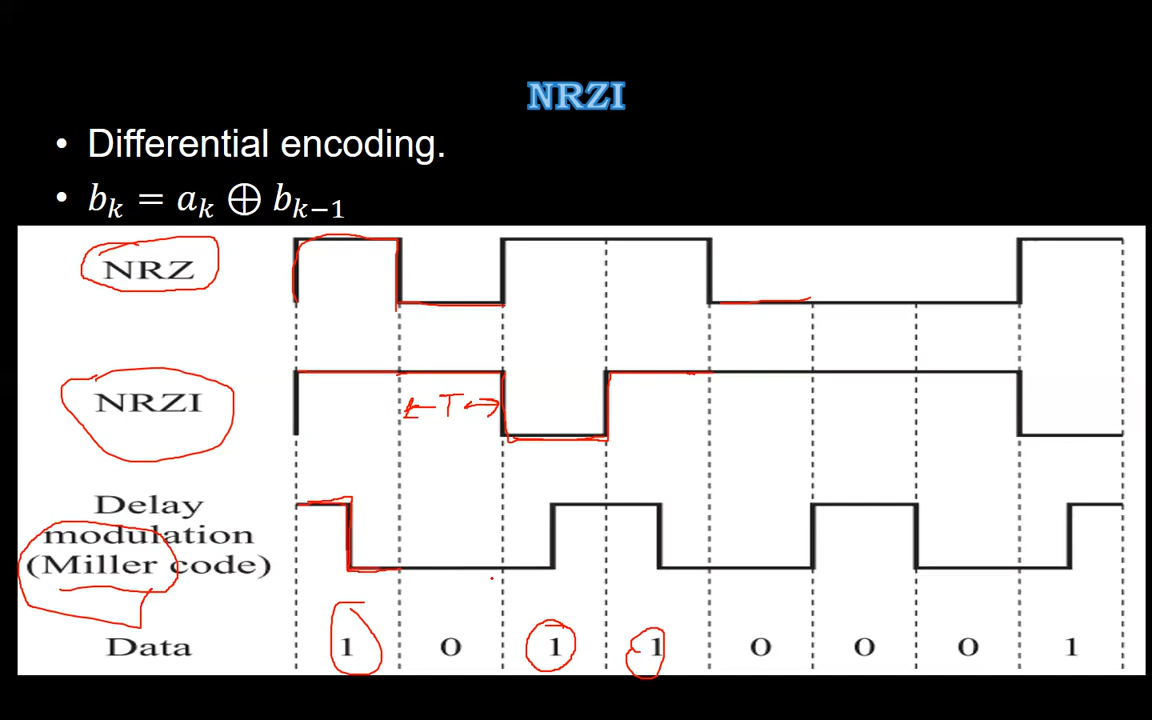 NRZI
• Differential encoding.
• b_k = a_k ⊕ b_{k−1}
NRZ
NRZI
T
Delay
modulation
(Miller code)
Data 1 0 1 1 0 0 0 1